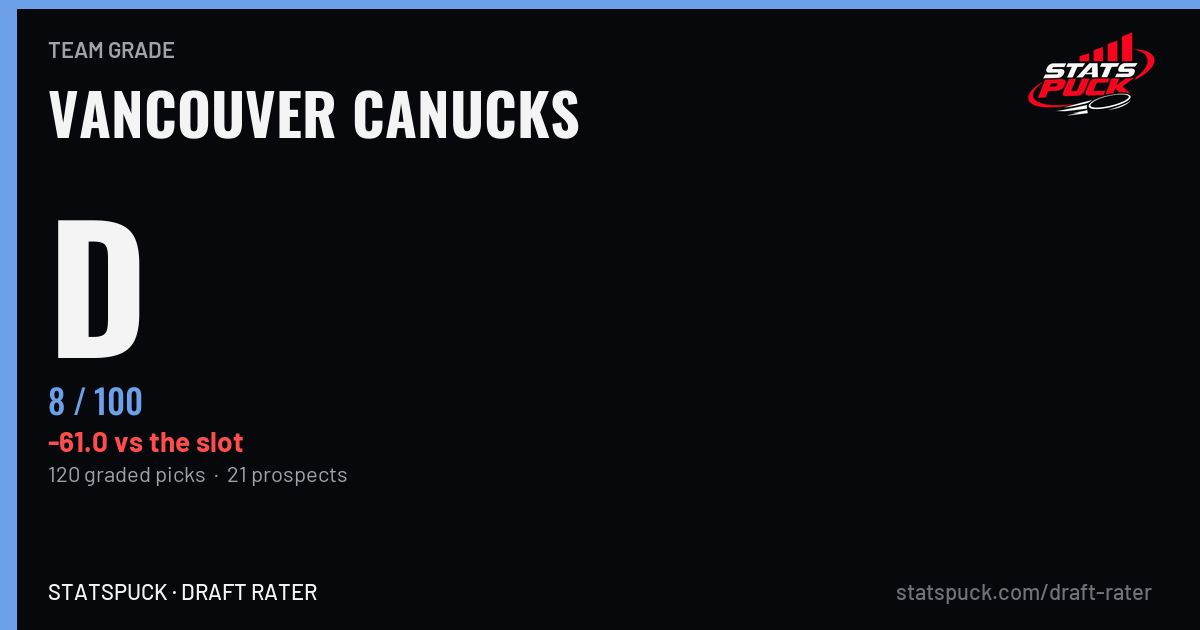 TEAM GRADE
VANCOUVER CANUCKS
STATS
PUCK
D
8 / 100
-61.0 vs the slot
120 graded picks · 21 prospects
STATSPUCK · DRAFT RATER
statspuck.com/draft-rater